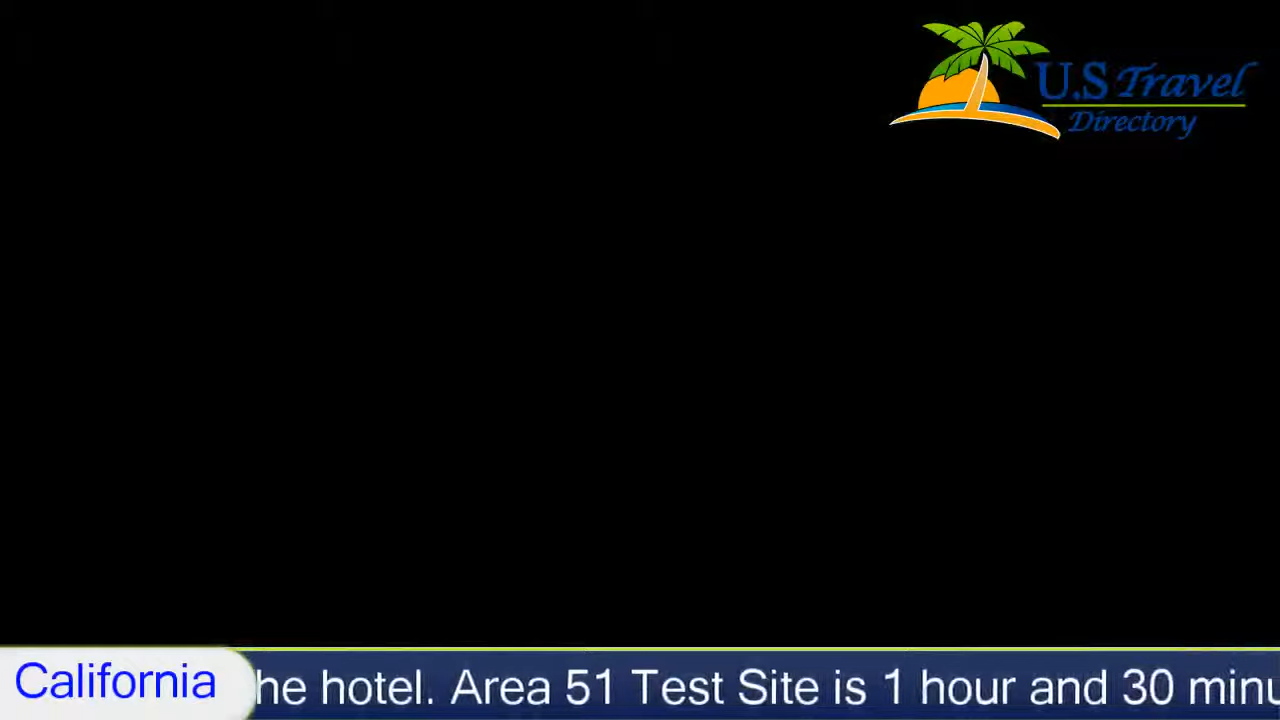 U.S Travel
Directory
California
he hotel. Area 51 Test Site is 1 hour and 30 minu